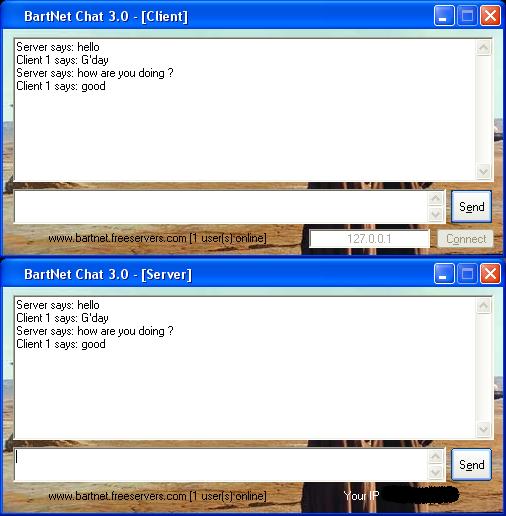 BartNet Chat 3.0 - [Client]
Server says: hello
Client 1 says: G'day
Server says: how are you doing ?
Client 1 says: good
Send
www.bartnet.freeservers.com [1 user(s) online]
127.0.0.1
Connect
BartNet Chat 3.0 - [Server]
Server says: hello
Client 1 says: G'day
Server says: how are you doing ?
Client 1 says: good
Send
www.bartnet.freeservers.com [1 user(s) online]
Your IP